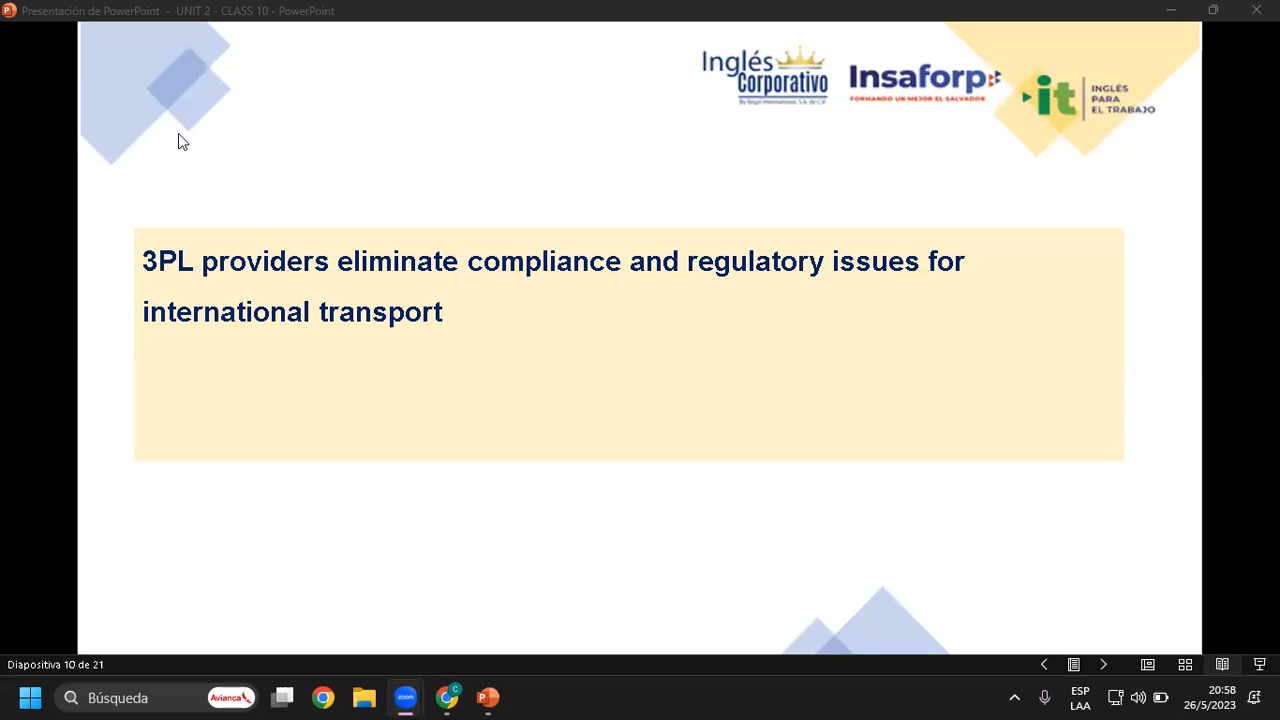 Presentación de PowerPoint - UNIT 2 - CLASS 10 - PowerPoint
Inglés
Corporativo
Insaforp
FORMANDO UN MEJOR EL SALVADOR
it
INGLÉS
PARA
EL TRABAJO
3PL providers eliminate compliance and regulatory issues for
international transport
Diapositiva 10 de 21
Búsqueda
Avianca
zoom
C
ESP
LAA
20:58
26/5/2023